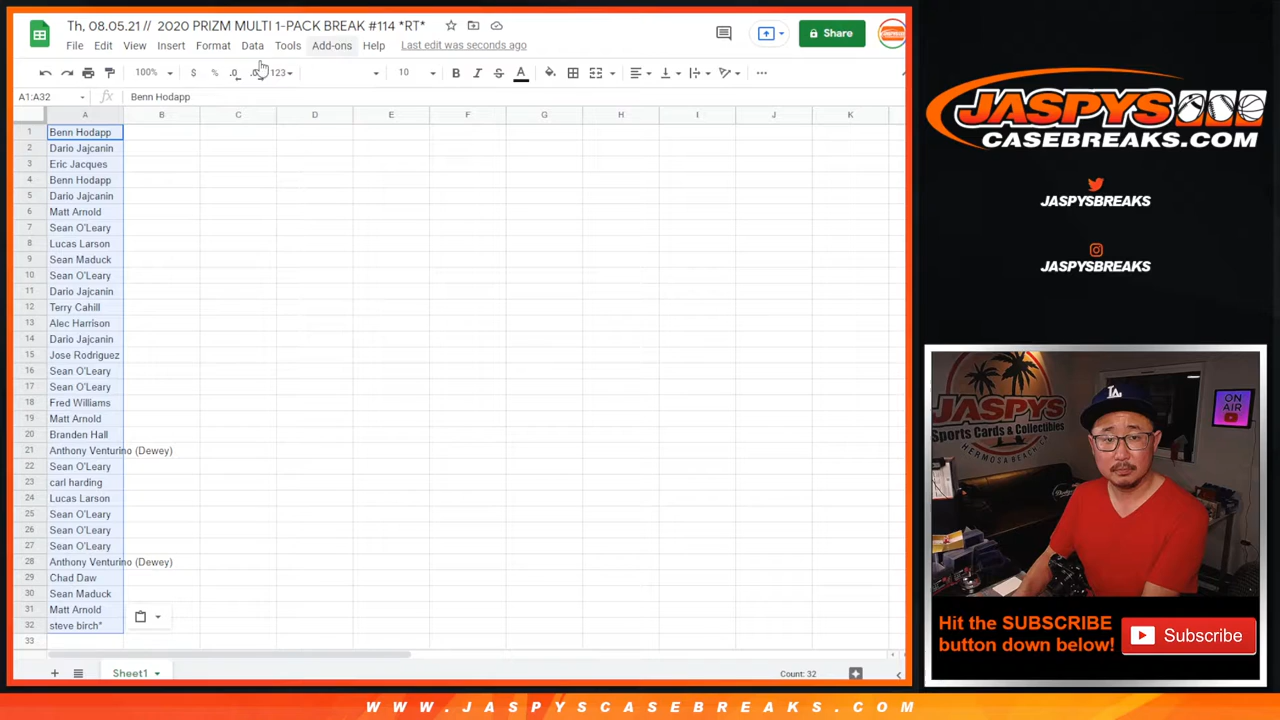 Th, 08.05.21 // 2020 PRIZM MULTI 1-PACK BREAK #114 *RT*
File Edit View Insert Format Data Tools Add-ons Help Last edit was seconds ago
Share
100% $ % .0 123 10 B I S A
A1:A32 fx Benn Hodapp
A B C D E F G H I J K
1 Benn Hodapp
2 Dario Jajcanin
3 Eric Jacques
4 Benn Hodapp
5 Dario Jajcanin
6 Matt Arnold
7 Sean O'Leary
8 Lucas Larson
9 Sean Maduck
10 Sean O'Leary
11 Dario Jajcanin
12 Terry Cahill
13 Alec Harrison
14 Dario Jajcanin
15 Jose Rodriguez
16 Sean O'Leary
17 Sean O'Leary
18 Fred Williams
19 Matt Arnold
20 Branden Hall
21 Anthony Venturino (Dewey)
22 Sean O'Leary
23 carl harding
24 Lucas Larson
25 Sean O'Leary
26 Sean O'Leary
27 Sean O'Leary
28 Anthony Venturino (Dewey)
29 Chad Daw
30 Sean Maduck
31 Matt Arnold
32 steve birch*
33
Sheet1
Count: 32
JASPYS
CASEBREAKS.COM
JASPYSBREAKS
JASPYSBREAKS
JASPYS
Sports Cards & Collectibles
HERMOSA BEACH CA
ON AIR
LA
Hit the SUBSCRIBE
button down below!
Subscribe
WWW.JASPYSCASEBREAKS.COM